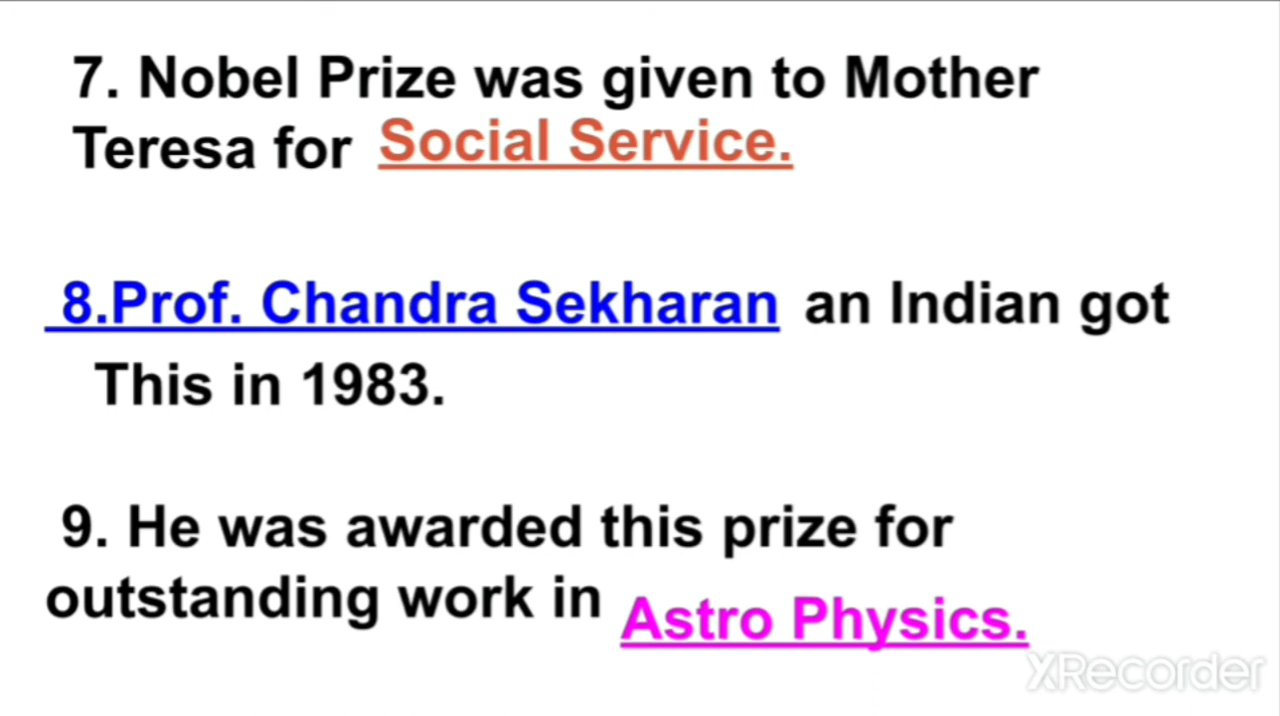 7. Nobel Prize was given to Mother
Teresa for Social Service.
8.Prof. Chandra Sekharan an Indian got
This in 1983.
9. He was awarded this prize for
outstanding work in Astro Physics.
XRecorder